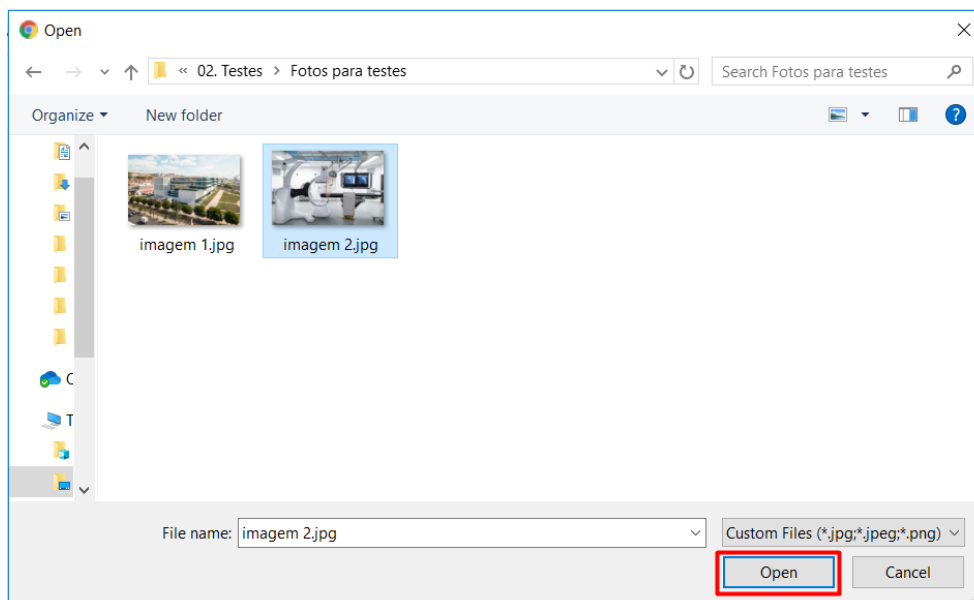 Open
« 02. Testes > Fotos para testes
Search Fotos para testes
Organize
New folder
imagem 1.jpg
imagem 2.jpg
C
T
File name: imagem 2.jpg
Custom Files (*.jpg;*.jpeg;*.png)
Open
Cancel